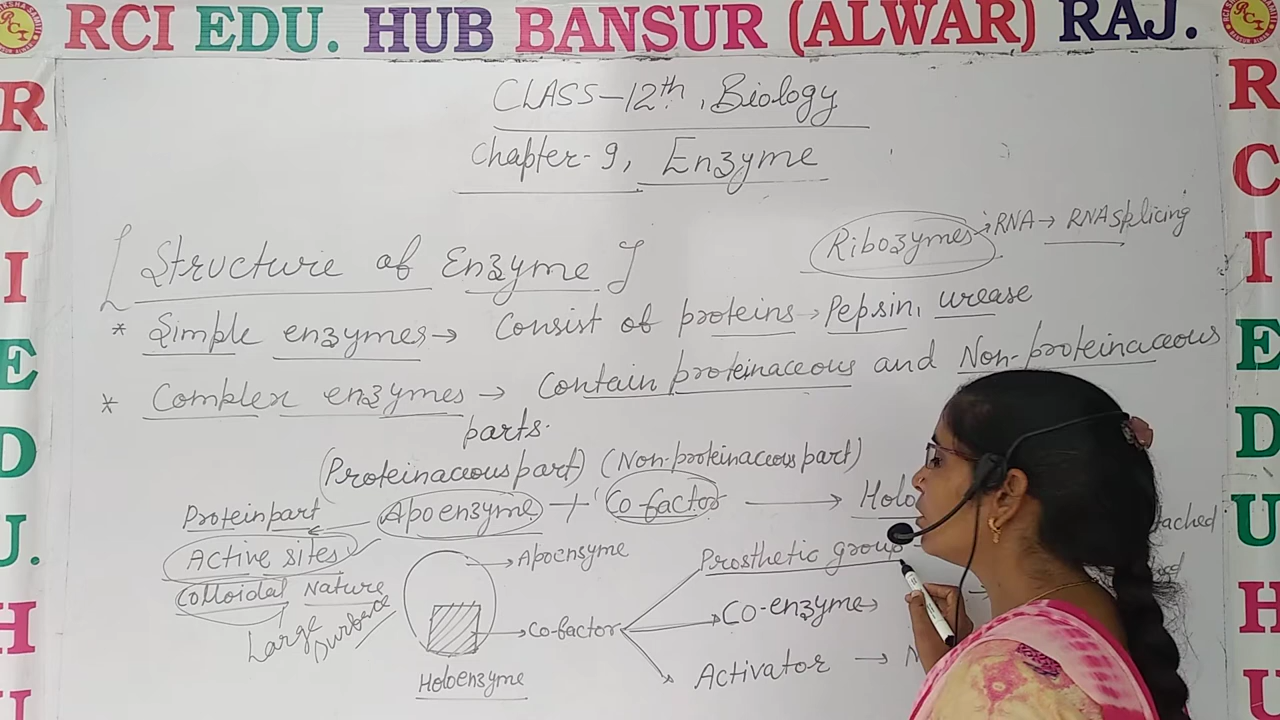 RCI EDU. HUB BANSUR (ALWAR) RAJ.
R
C
I
E
D
U.
H
U
R
C
I
E
D
U
H
U
CLASS-12th, Biology
Chapter-9, Enzyme
Ribozymes → RNA → RNA splicing
[Structure of Enzyme]
* Simple enzymes → Consist of proteins → Pepsin, urease
* Complex enzymes → Contain proteinaceous and Non-proteinaceous
parts.
(Proteinaceous part) (Non-proteinaceous part)
Protein part Apoenzyme + Co factor → Holo
tached
Active sites
Colloidal Nature
Large
Apoenzyme
Co-factor
Holoenzyme
Prosthetic group
Co-enzyme →
Activator → N